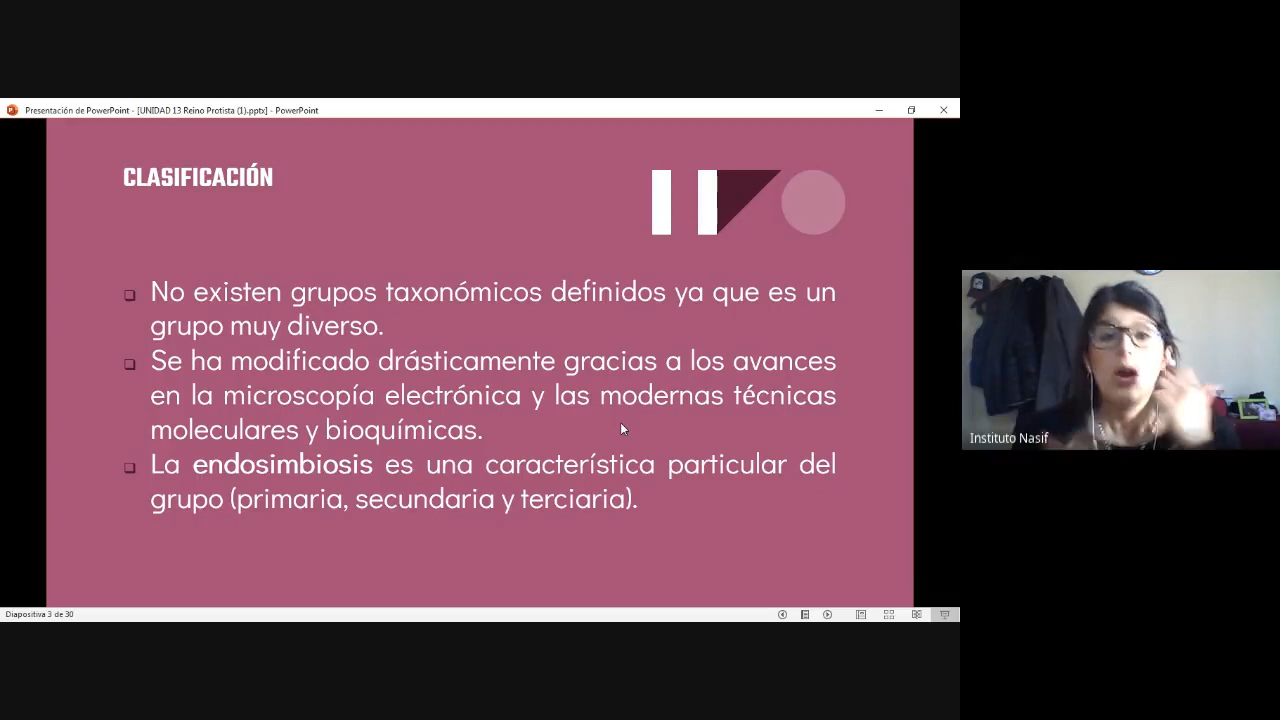 Presentación de PowerPoint - [UNIDAD 13 Reino Protista (1).pptx] - PowerPoint
CLASIFICACIÓN
No existen grupos taxonómicos definidos ya que es un
grupo muy diverso.
Se ha modificado drásticamente gracias a los avances
en la microscopía electrónica y las modernas técnicas
moleculares y bioquímicas.
La endosimbiosis es una característica particular del
grupo (primaria, secundaria y terciaria).
Instituto Nasif
Diapositiva 3 de 30